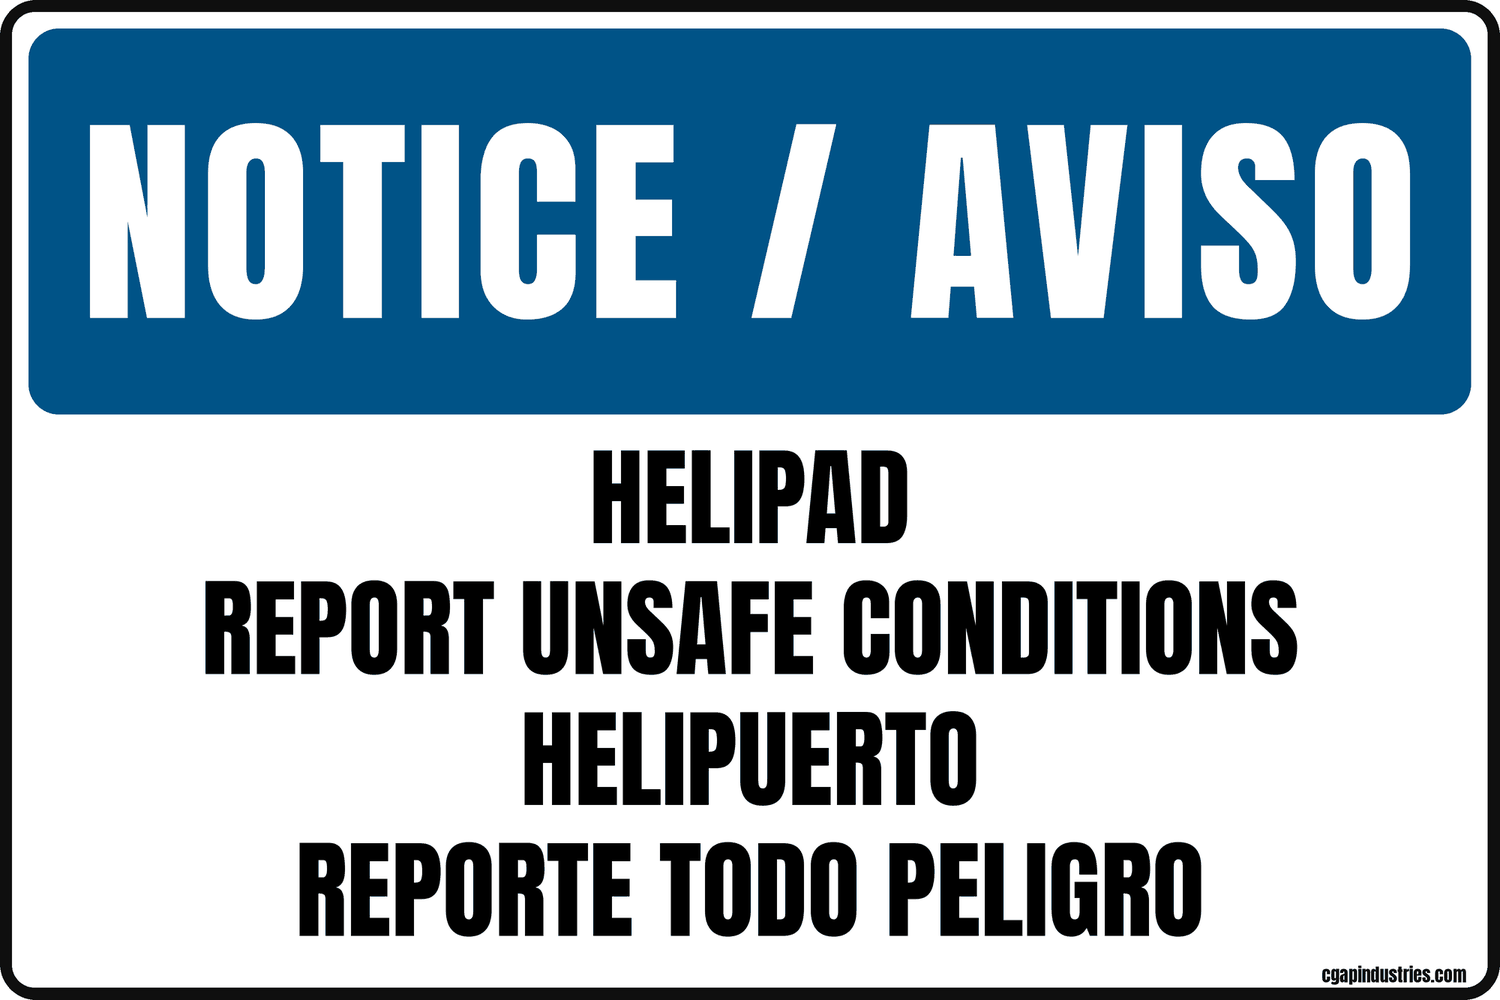 NOTICE / AVISO
HELIPAD
REPORT UNSAFE CONDITIONS
HELIPUERTO
REPORTE TODO PELIGRO
cgapindustries.com